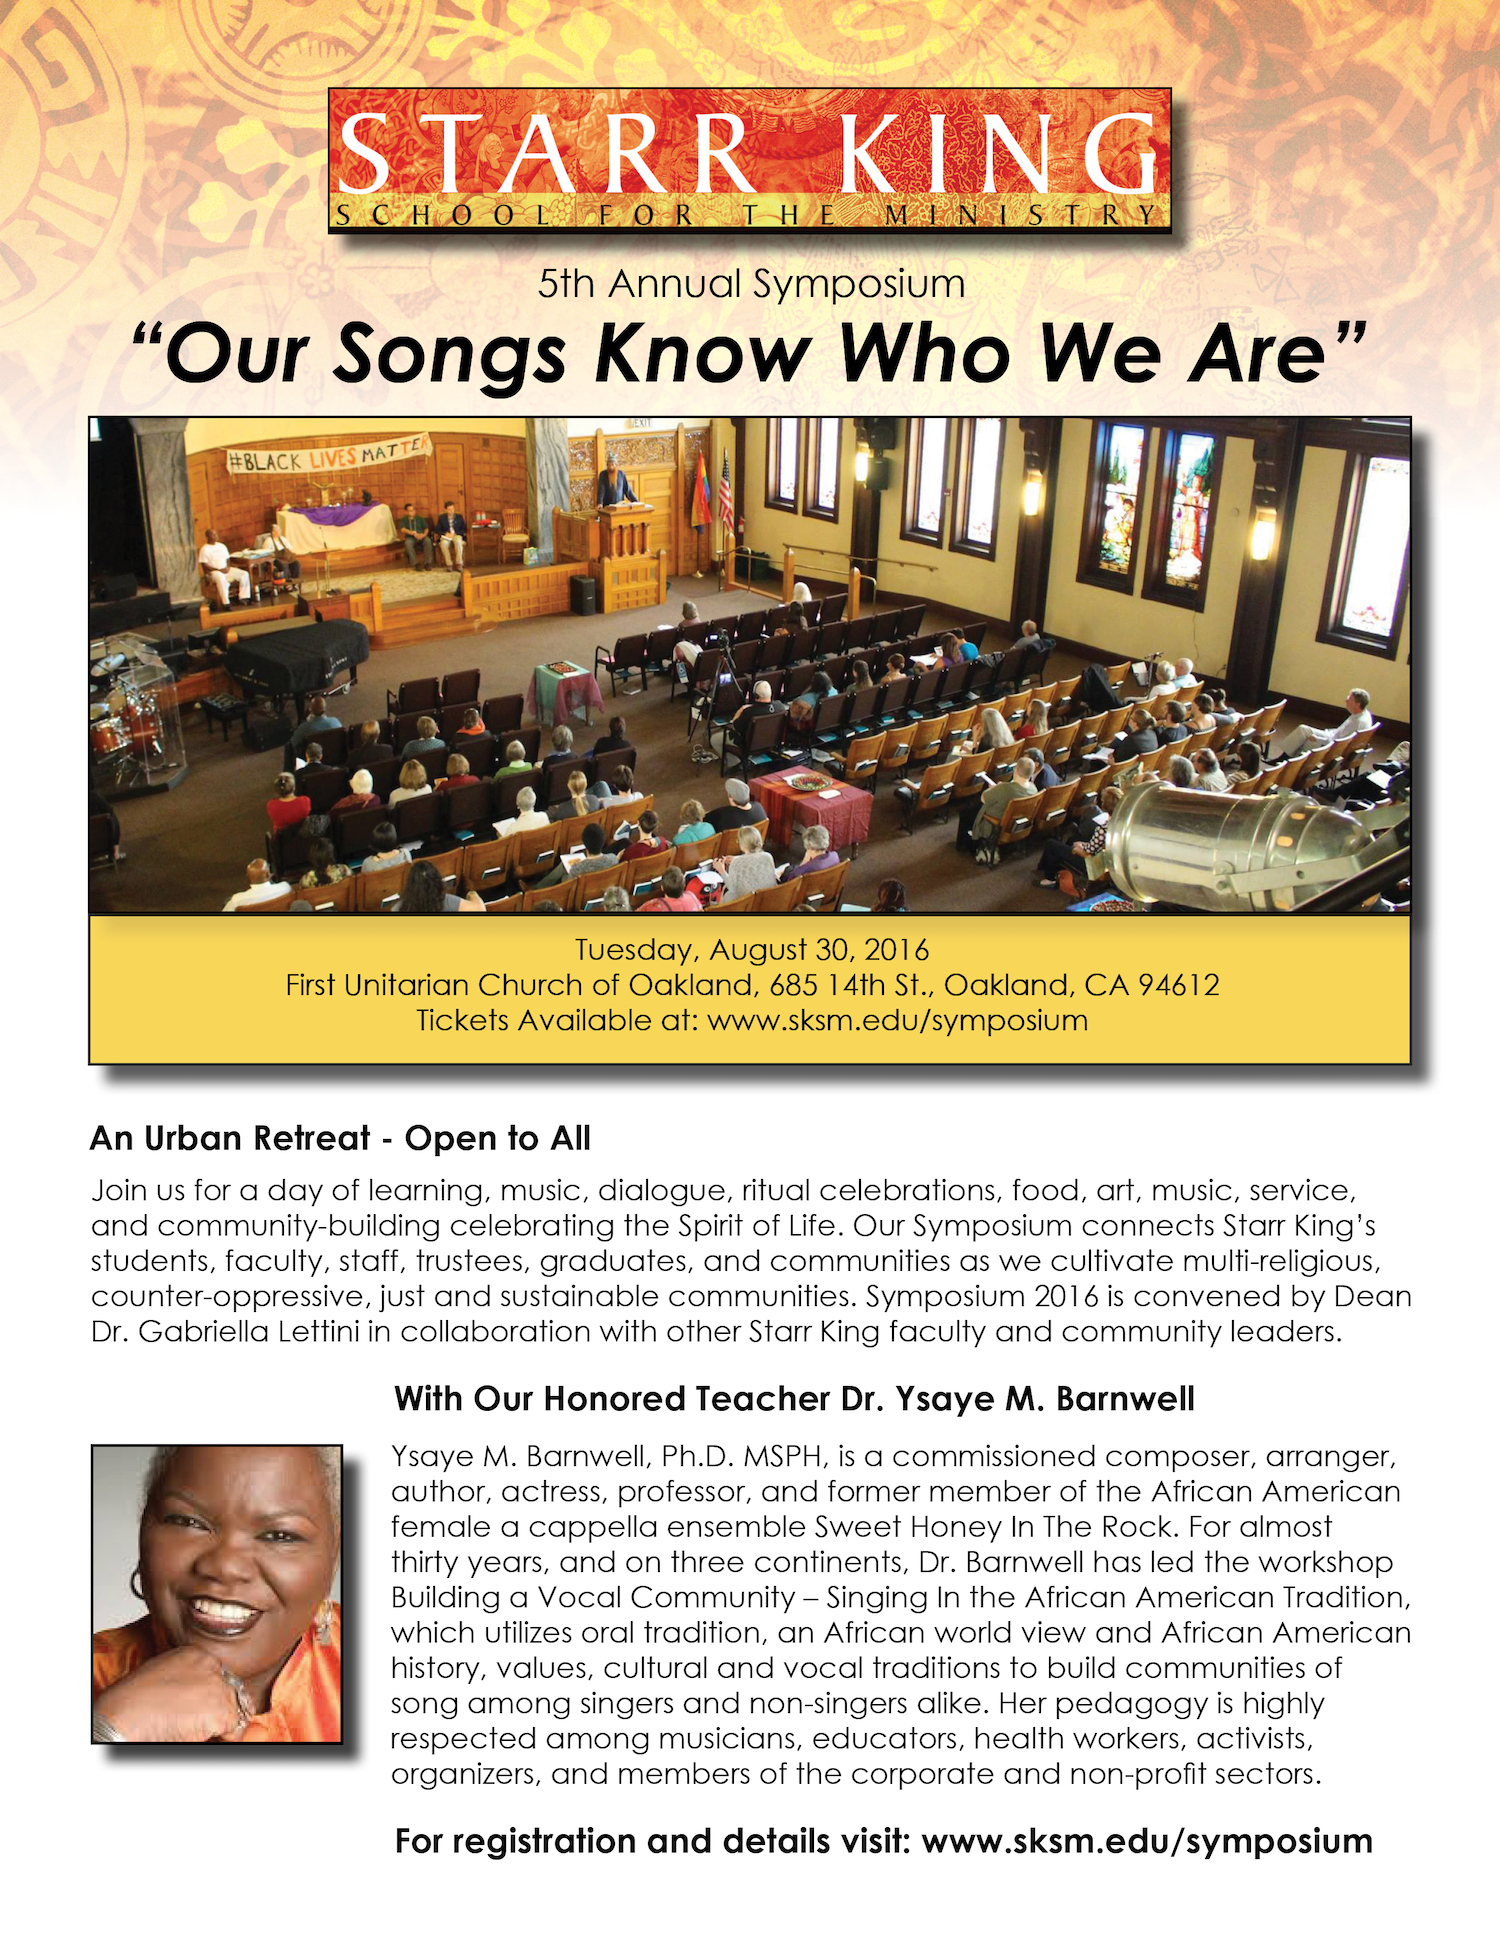 STARR KING
SCHOOL FOR THE MINISTRY
5th Annual Symposium
“Our Songs Know Who We Are”
EXIT
#BLACK LIVES MATTER
Tuesday, August 30, 2016
First Unitarian Church of Oakland, 685 14th St., Oakland, CA 94612
Tickets Available at: www.sksm.edu/symposium
An Urban Retreat - Open to All
Join us for a day of learning, music, dialogue, ritual celebrations, food, art, music, service,
and community-building celebrating the Spirit of Life. Our Symposium connects Starr King’s
students, faculty, staff, trustees, graduates, and communities as we cultivate multi-religious,
counter-oppressive, just and sustainable communities. Symposium 2016 is convened by Dean
Dr. Gabriella Lettini in collaboration with other Starr King faculty and community leaders.
With Our Honored Teacher Dr. Ysaye M. Barnwell
Ysaye M. Barnwell, Ph.D. MSPH, is a commissioned composer, arranger,
author, actress, professor, and former member of the African American
female a cappella ensemble Sweet Honey In The Rock. For almost
thirty years, and on three continents, Dr. Barnwell has led the workshop
Building a Vocal Community – Singing In the African American Tradition,
which utilizes oral tradition, an African world view and African American
history, values, cultural and vocal traditions to build communities of
song among singers and non-singers alike. Her pedagogy is highly
respected among musicians, educators, health workers, activists,
organizers, and members of the corporate and non-profit sectors.
For registration and details visit: www.sksm.edu/symposium